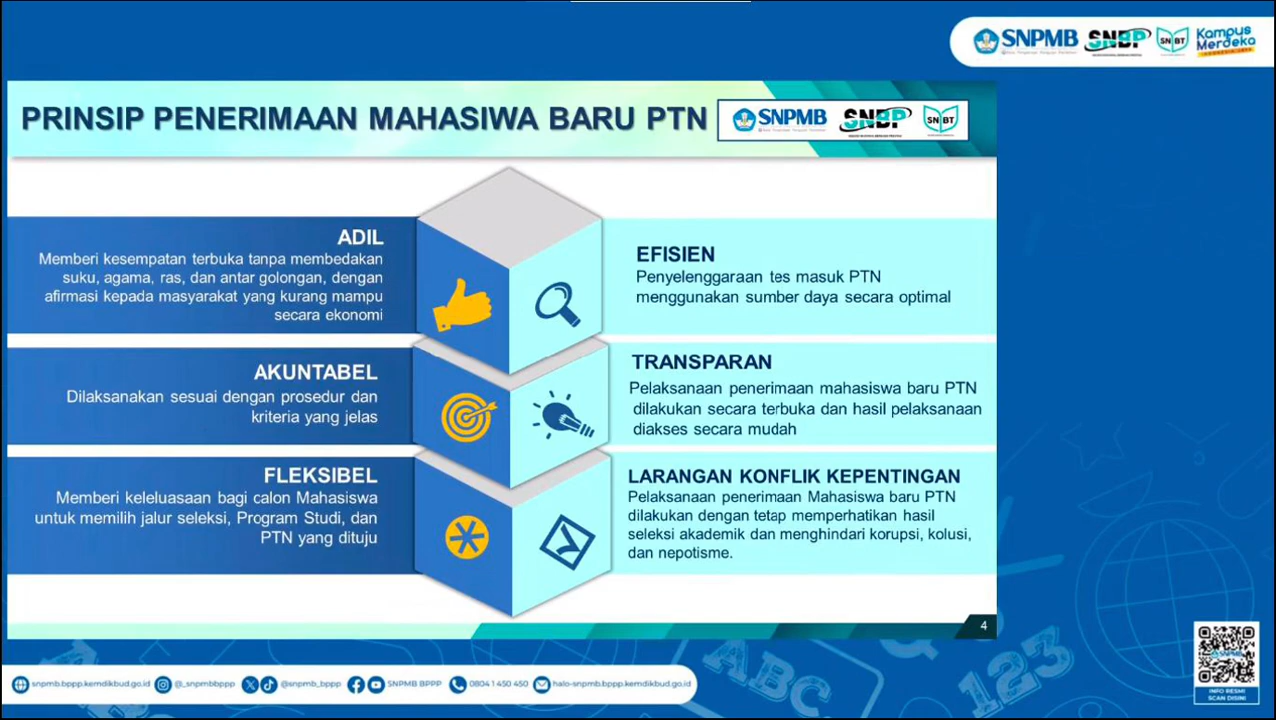 SNPMB
SNBP
SNBT
Kampus
Merdeka
INDONESIA JAYA
PRINSIP PENERIMAAN MAHASIWA BARU PTN
SNPMB
SNBP
SNBT
ADIL
Memberi kesempatan terbuka tanpa membedakan
suku, agama, ras, dan antar golongan, dengan
afirmasi kepada masyarakat yang kurang mampu
secara ekonomi
EFISIEN
Penyelenggaraan tes masuk PTN
menggunakan sumber daya secara optimal
AKUNTABEL
Dilaksanakan sesuai dengan prosedur dan
kriteria yang jelas
TRANSPARAN
Pelaksanaan penerimaan mahasiswa baru PTN
dilakukan secara terbuka dan hasil pelaksanaan
diakses secara mudah
FLEKSIBEL
Memberi keleluasaan bagi calon Mahasiswa
untuk memilih jalur seleksi, Program Studi, dan
PTN yang dituju
LARANGAN KONFLIK KEPENTINGAN
Pelaksanaan penerimaan Mahasiswa baru PTN
dilakukan dengan tetap memperhatikan hasil
seleksi akademik dan menghindari korupsi, kolusi,
dan nepotisme.
4
ABC
123
snpmb.bppp.kemdikbud.go.id @_snpmbbppp @snpmb_bppp SNPMB BPPP 0804 1 450 450 halo-snpmb.bppp.kemdikbud.go.id
INFO RESMI
SCAN DISINI